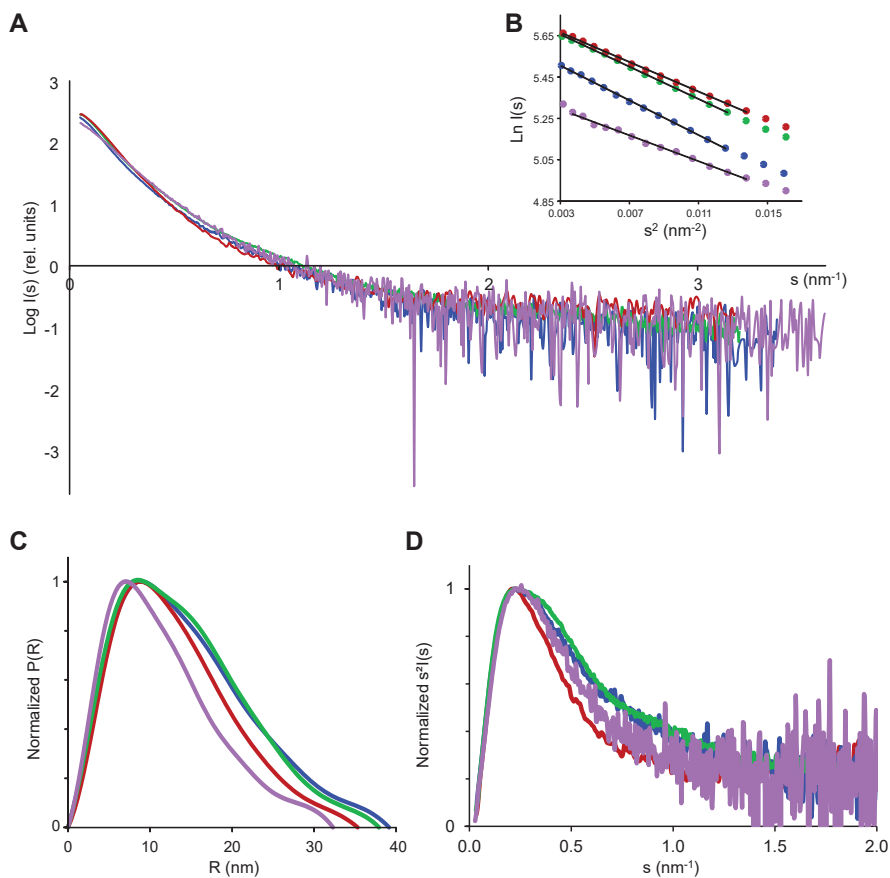 A
B
3
2
1
0
-1
-2
-3
Log I(s) (rel. units)
0
1
2
3
s (nm-1)
5.65
5.45
5.25
5.05
4.85
Ln I(s)
0.003
0.007
0.011
0.015
s2 (nm-2)
C
D
1
0
Normalized P(R)
0
10
20
30
40
R (nm)
1
0
Normalized s²I(s)
0.0
0.5
1.0
1.5
2.0
s (nm-1)